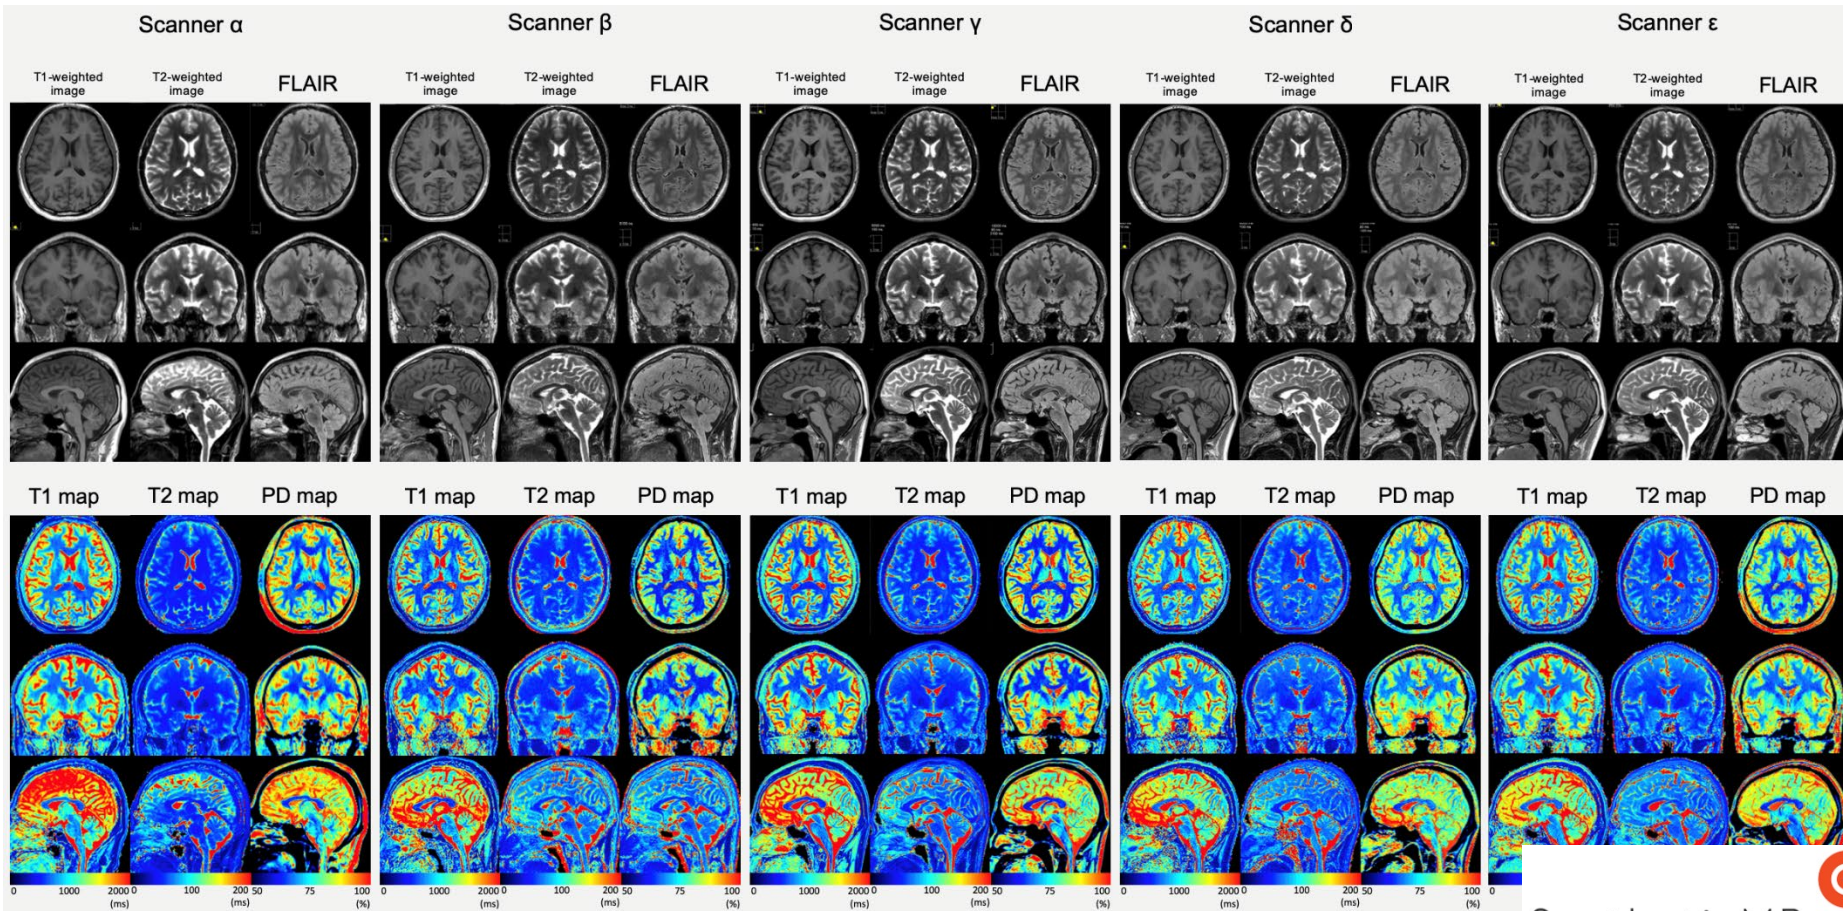 Scanner α
Scanner β
Scanner γ
Scanner δ
Scanner ε
T1-weighted image
T2-weighted image
FLAIR
T1-weighted image
T2-weighted image
FLAIR
T1-weighted image
T2-weighted image
FLAIR
T1-weighted image
T2-weighted image
FLAIR
T1-weighted image
T2-weighted image
FLAIR
T1 map
T2 map
PD map
T1 map
T2 map
PD map
T1 map
T2 map
PD map
T1 map
T2 map
PD map
T1 map
T2 map
PD map
0 1000 2000 0 100 200 50 75 100
(ms) (ms) (%)
0 1000 2000 0 100 200 50 75 100
(ms) (ms) (%)
0 1000 2000 0 100 200 50 75 100
(ms) (ms) (%)
0 1000 2000 0 100 200 50 75 100
(ms) (ms) (%)
0